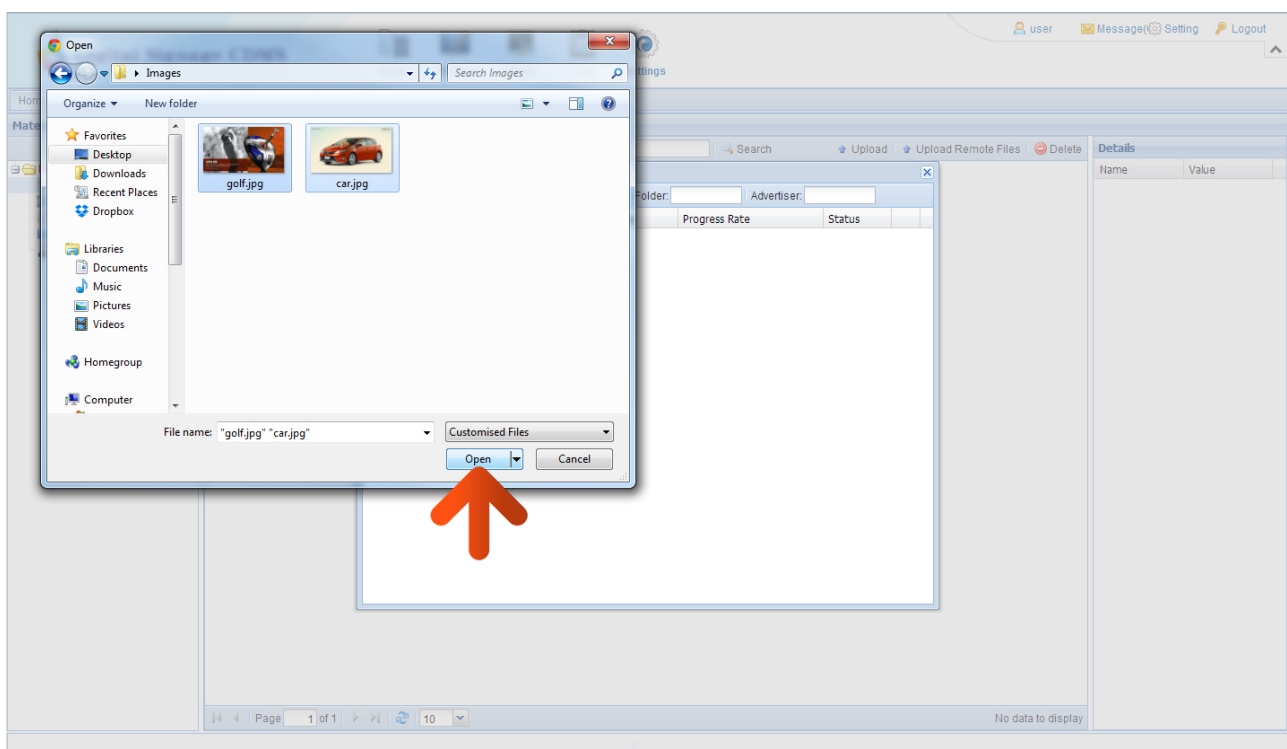 Open
user Message( Setting Logout
Images Search Images
ttings
Organize New folder
Hom
Mate
Favorites
Desktop
Downloads
Recent Places
Dropbox
Libraries
Documents
Music
Pictures
Videos
Homegroup
Computer
golf.jpg car.jpg
Search Upload Upload Remote Files Delete Details
Name Value
Folder: Advertiser:
Progress Rate Status
File name: "golf.jpg" "car.jpg" Customised Files
Open Cancel
Page 1 of 1 10 No data to display